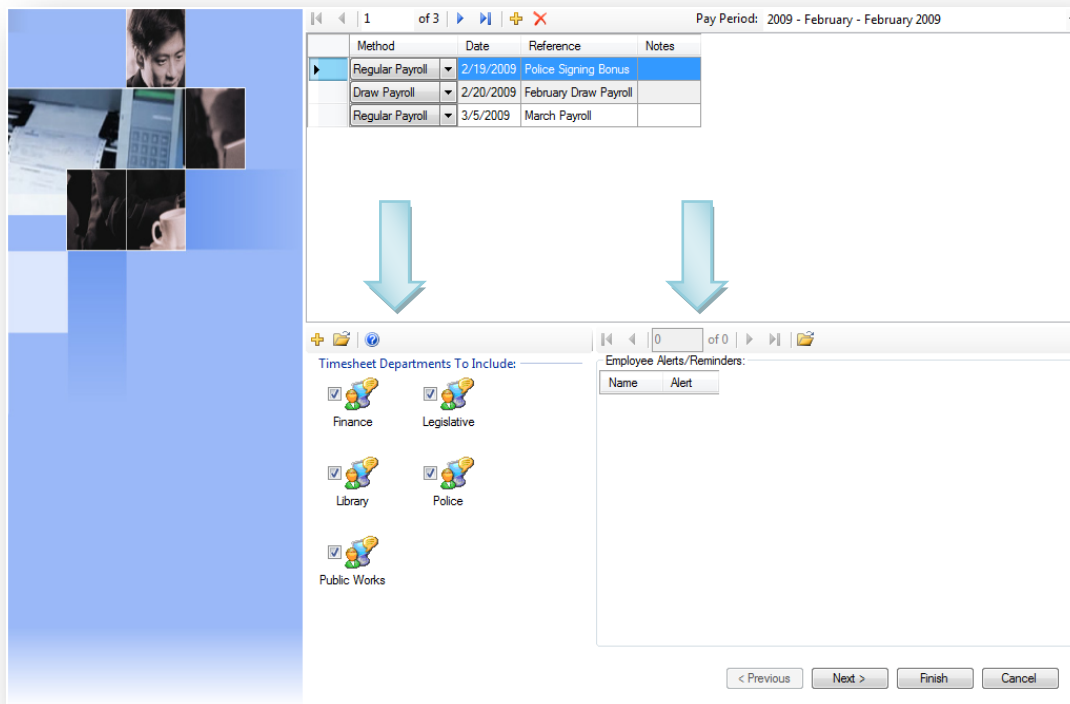 1 of 3 Pay Period: 2009 - February - February 2009
Method Date Reference Notes
Regular Payroll 2/19/2009 Police Signing Bonus
Draw Payroll 2/20/2009 February Draw Payroll
Regular Payroll 3/5/2009 March Payroll
0 of 0
Timesheet Departments To Include:
Employee Alerts/Reminders:
Name Alert
Finance Legislative
Library Police
Public Works
< Previous Next > Finish Cancel